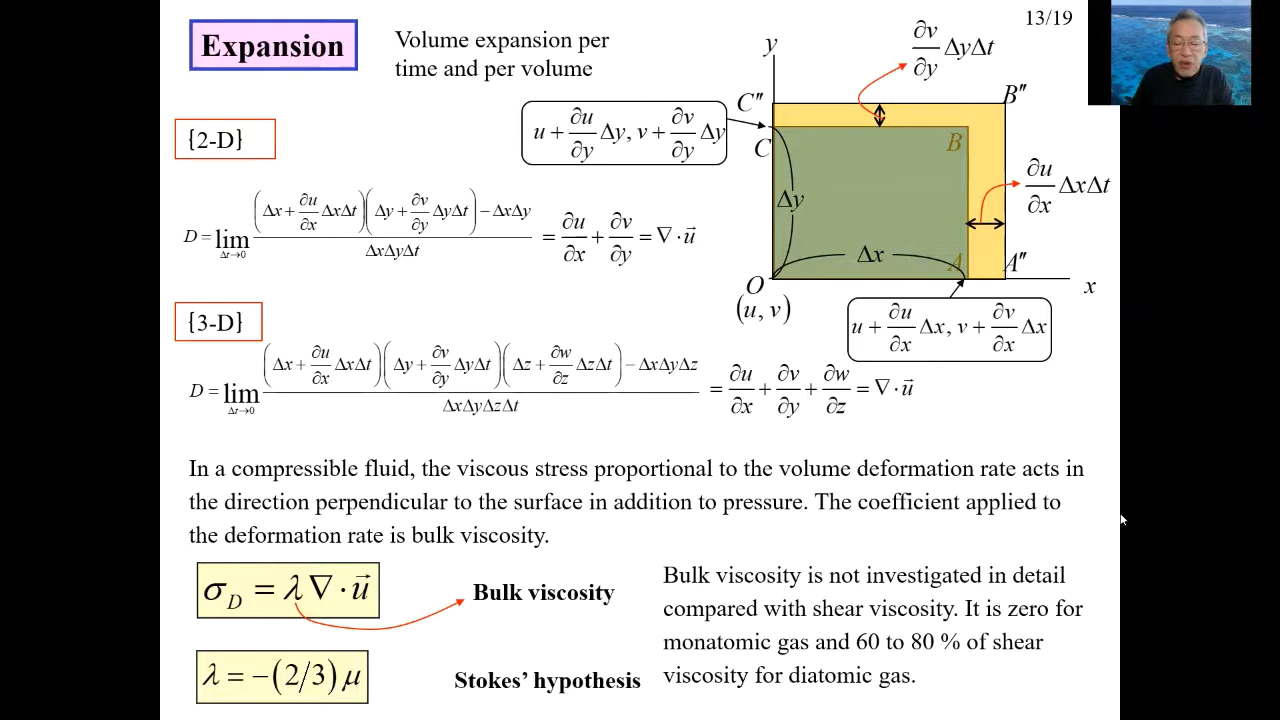 13/19
Expansion
Volume expansion per
time and per volume
{2-D}
D = lim_{Δt→0} ((Δx + ∂u/∂x ΔxΔt)(Δy + ∂v/∂y ΔyΔt) − ΔxΔy) / (ΔxΔyΔt) = ∂u/∂x + ∂v/∂y = ∇·u⃗
y
∂v/∂y ΔyΔt
C″
B″
u + ∂u/∂y Δy, v + ∂v/∂y Δy
C
B
∂u/∂x ΔxΔt
Δy
Δx
A
A″
O
x
(u, v)
u + ∂u/∂x Δx, v + ∂v/∂x Δx
{3-D}
D = lim_{Δt→0} ((Δx + ∂u/∂x ΔxΔt)(Δy + ∂v/∂y ΔyΔt)(Δz + ∂w/∂z ΔzΔt) − ΔxΔyΔz) / (ΔxΔyΔzΔt) = ∂u/∂x + ∂v/∂y + ∂w/∂z = ∇·u⃗
In a compressible fluid, the viscous stress proportional to the volume deformation rate acts in
the direction perpendicular to the surface in addition to pressure. The coefficient applied to
the deformation rate is bulk viscosity.
σ_D = λ∇·u⃗
Bulk viscosity
λ = −(2/3)μ
Stokes' hypothesis
Bulk viscosity is not investigated in detail
compared with shear viscosity. It is zero for
monatomic gas and 60 to 80 % of shear
viscosity for diatomic gas.